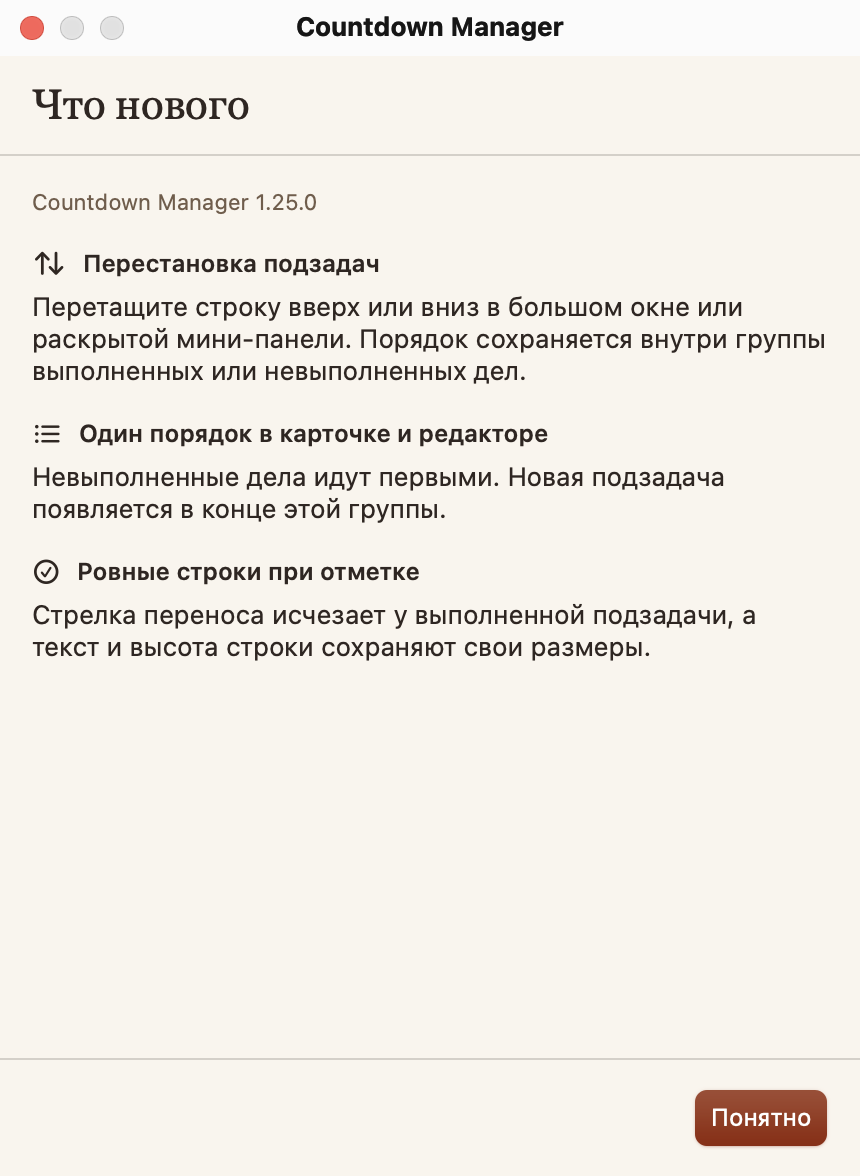 Countdown Manager
Что нового
Countdown Manager 1.25.0
Перестановка подзадач
Перетащите строку вверх или вниз в большом окне или
раскрытой мини-панели. Порядок сохраняется внутри группы
выполненных или невыполненных дел.
Один порядок в карточке и редакторе
Невыполненные дела идут первыми. Новая подзадача
появляется в конце этой группы.
Ровные строки при отметке
Стрелка переноса исчезает у выполненной подзадачи, а
текст и высота строки сохраняют свои размеры.
Понятно